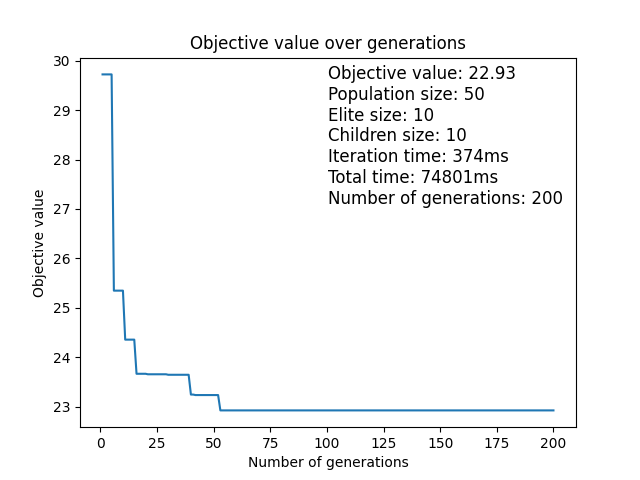 Objective value over generations
Objective value: 22.93
Population size: 50
Elite size: 10
Children size: 10
Iteration time: 374ms
Total time: 74801ms
Number of generations: 200
Objective value
30
29
28
27
26
25
24
23
0 25 50 75 100 125 150 175 200
Number of generations